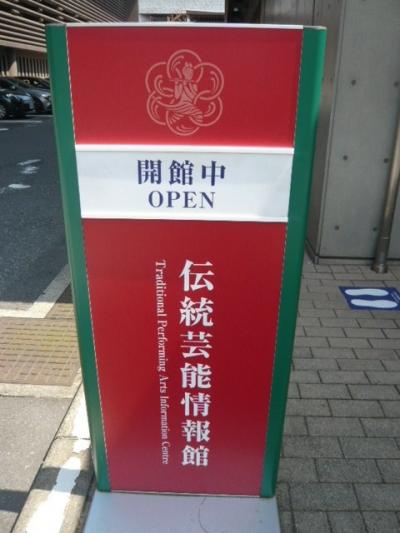 開館中
OPEN
伝統芸能情報館
Traditional Performing Arts Information Centre